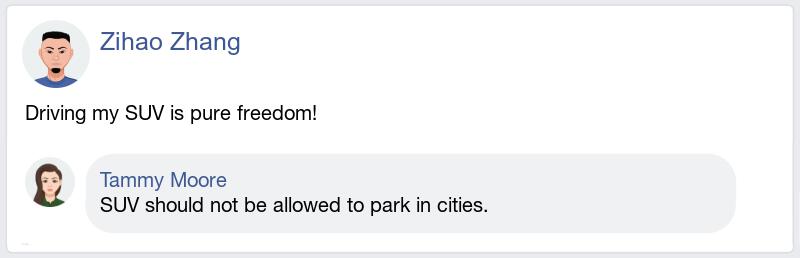 Zihao Zhang
Driving my SUV is pure freedom!
Tammy Moore
SUV should not be allowed to park in cities.